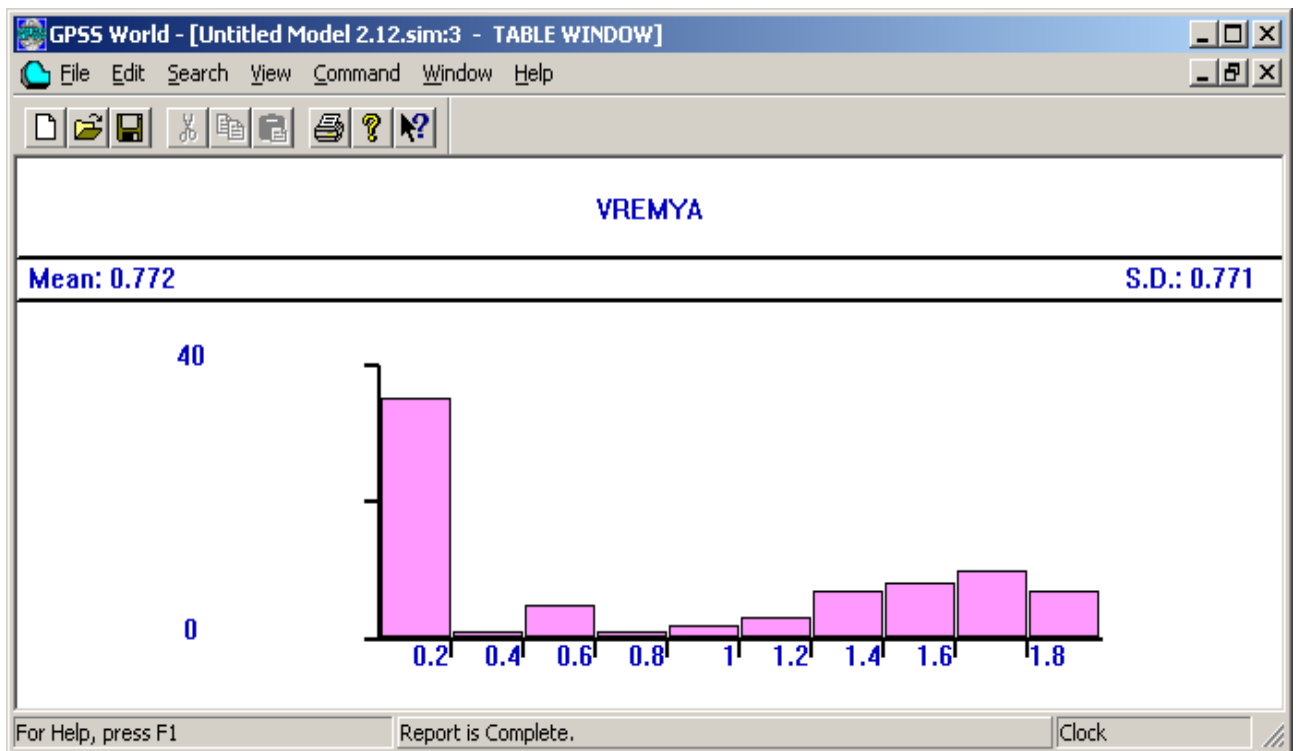 GPSS World - [Untitled Model 2.12.sim:3 - TABLE WINDOW]
File Edit Search View Command Window Help
VREMYA
Mean: 0.772 S.D.: 0.771
40
0
0.2 0.4 0.6 0.8 1 1.2 1.4 1.6 1.8
For Help, press F1 Report is Complete. Clock